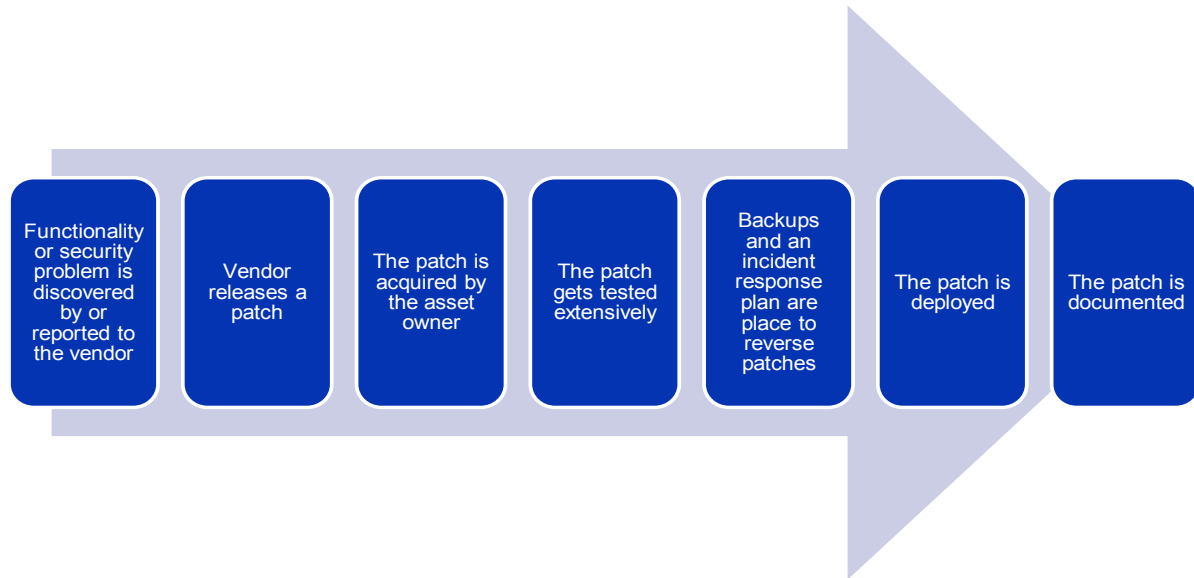 Functionality
or security
problem is
discovered
by or
reported to
the vendor
Vendor
releases a
patch
The patch is
acquired by
the asset
owner
The patch
gets tested
extensively
Backups
and an
incident
response
plan are
place to
reverse
patches
The patch is
deployed
The patch is
documented